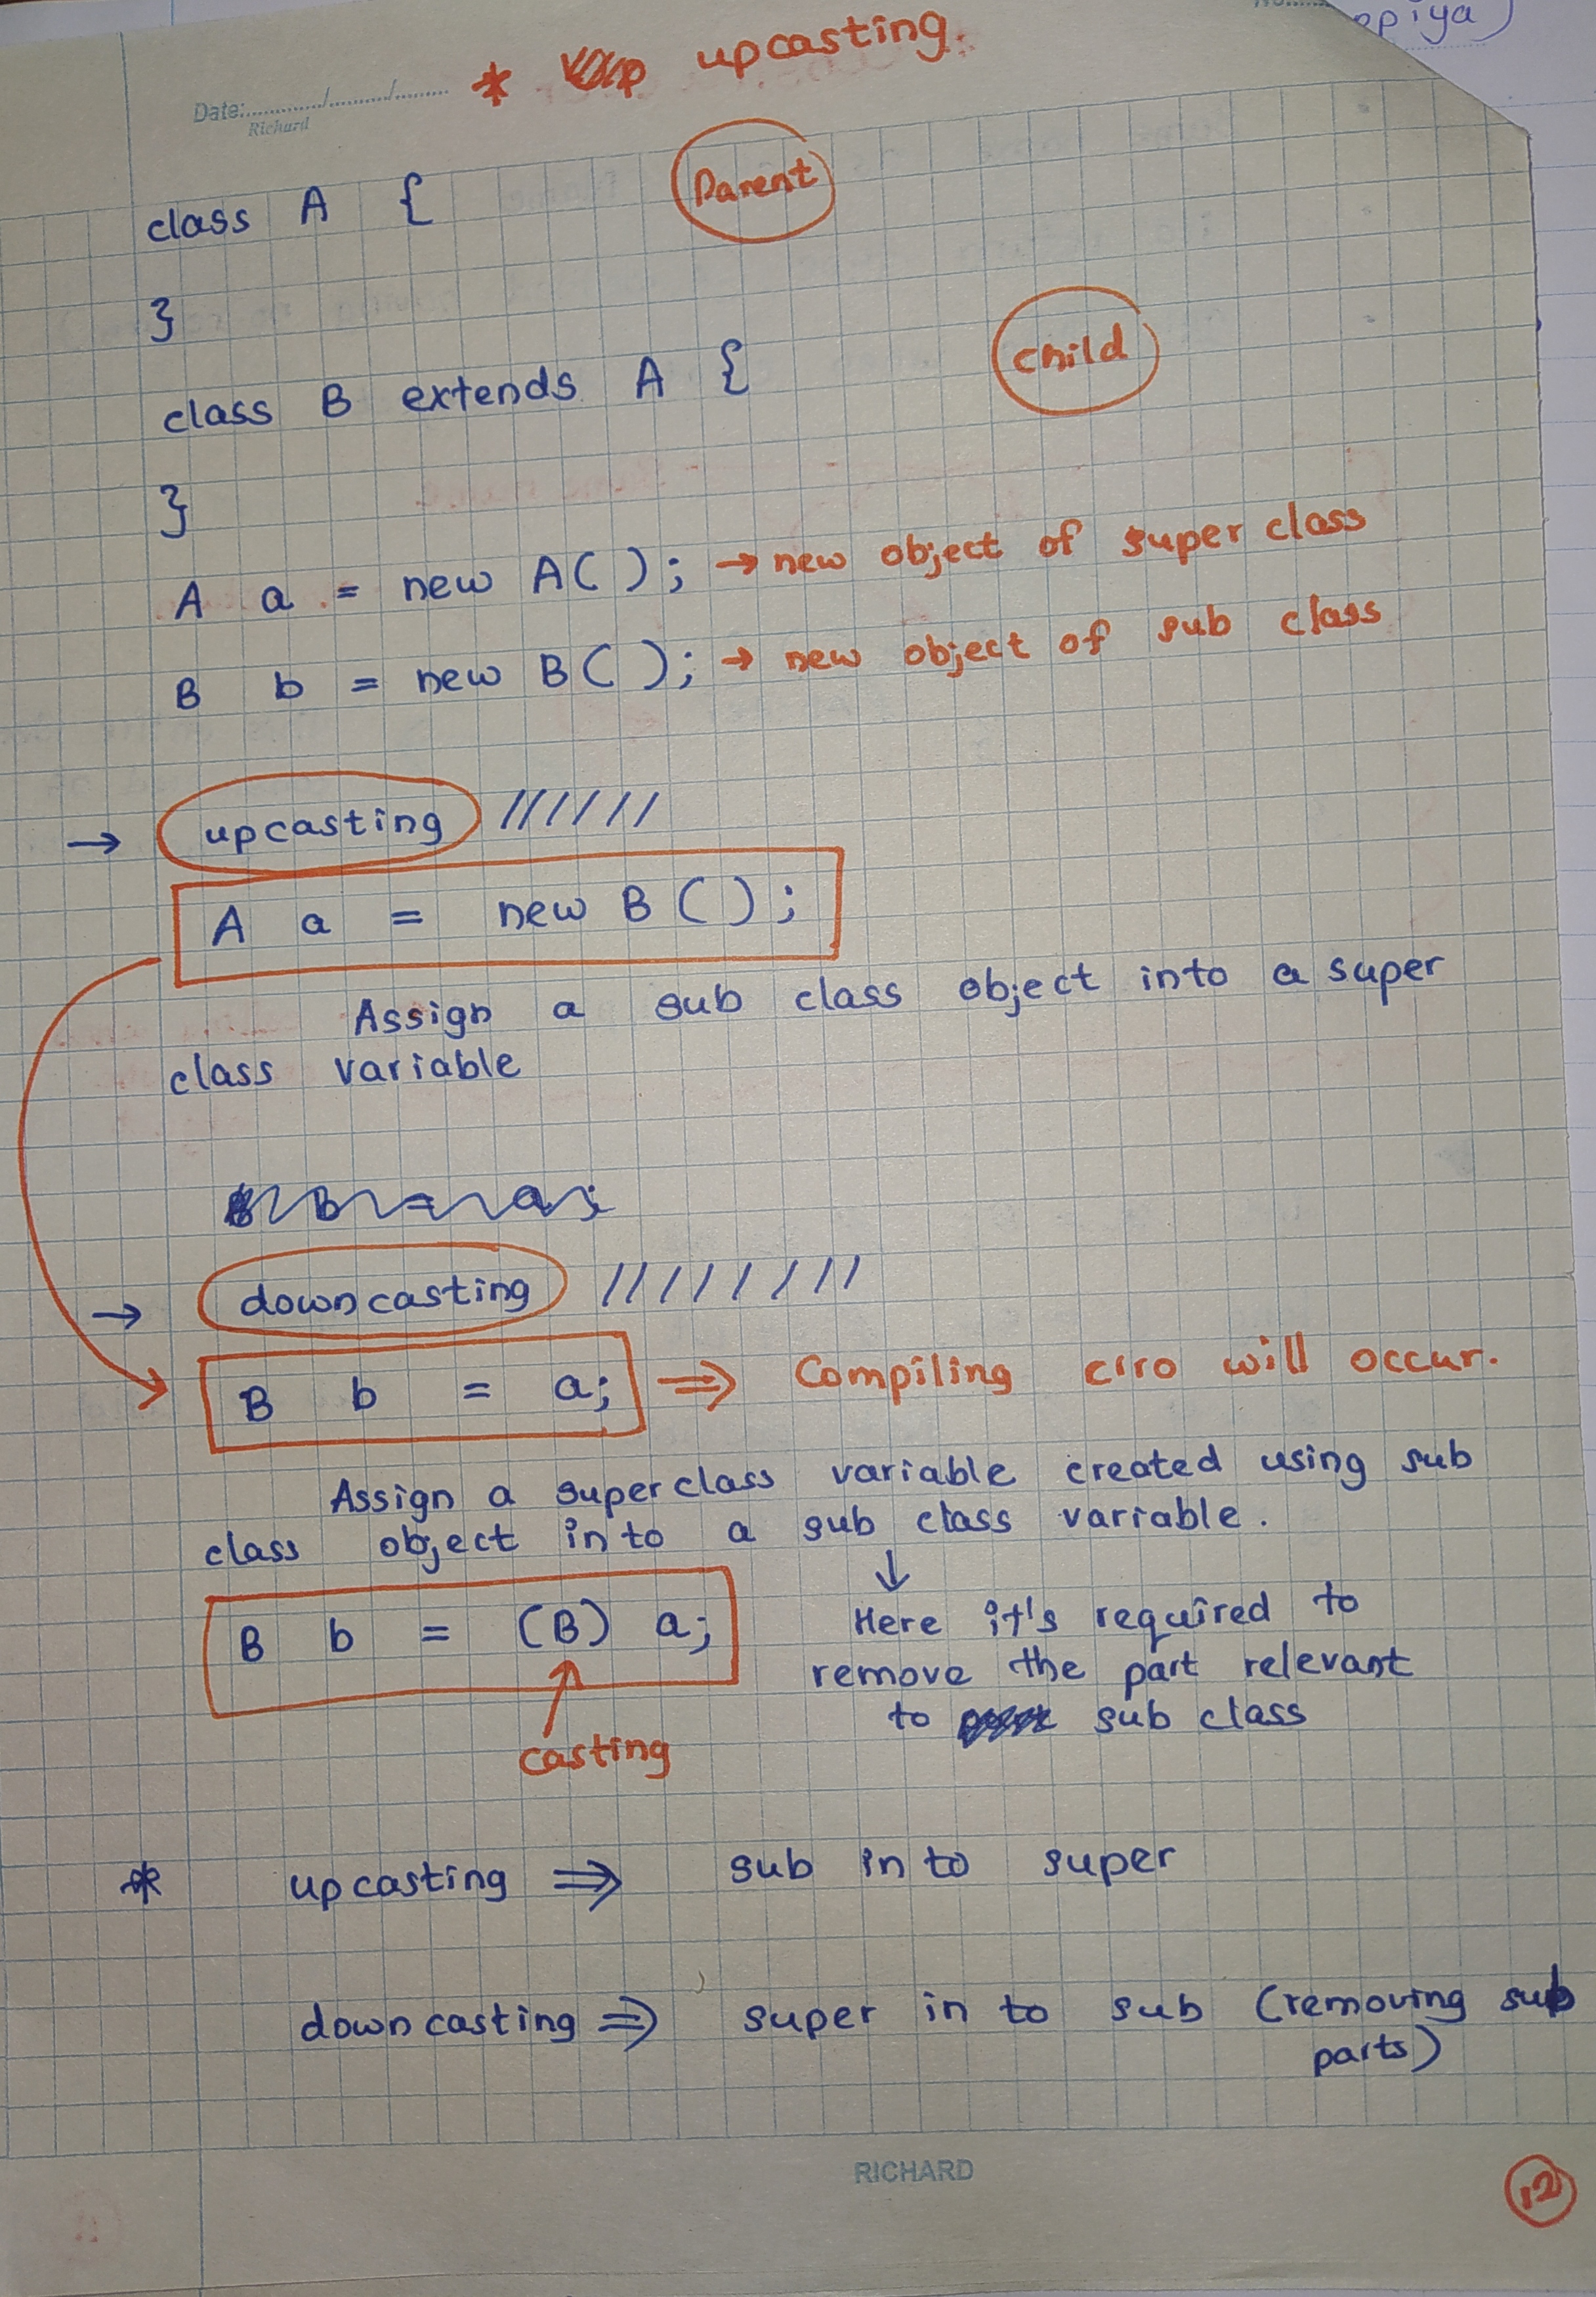 opiya)
* upcasting.
Date:............/.........../.........
Richard
class A {
Parent
}
class B extends A {
child
}
A a = new A( ); → new object of super class
B b = new B( ); → new object of sub class
→ upcasting //////
A a = new B ( ) ;
Assign a sub class object into a super
class variable
B b = a;
→ downcasting ////////
B b = a; ⇒ Compiling erro will occur.
Assign a superclass variable created using sub
class object in to a sub class variable.
↓
B b = (B) a;
Here it's required to
remove the part relevant
to sub class
casting
* upcasting ⇒ sub in to super
down casting ⇒ super in to sub (removing sub
parts)
RICHARD
12